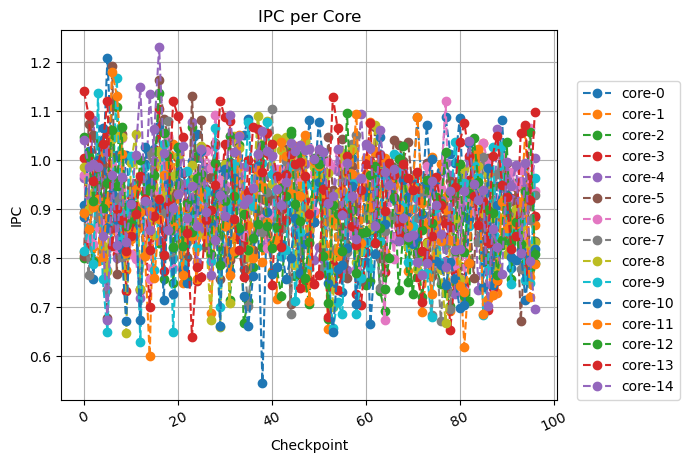 IPC per Core
IPC
1.2
1.1
1.0
0.9
0.8
0.7
0.6
0
20
40
60
80
100
Checkpoint
core-0
core-1
core-2
core-3
core-4
core-5
core-6
core-7
core-8
core-9
core-10
core-11
core-12
core-13
core-14